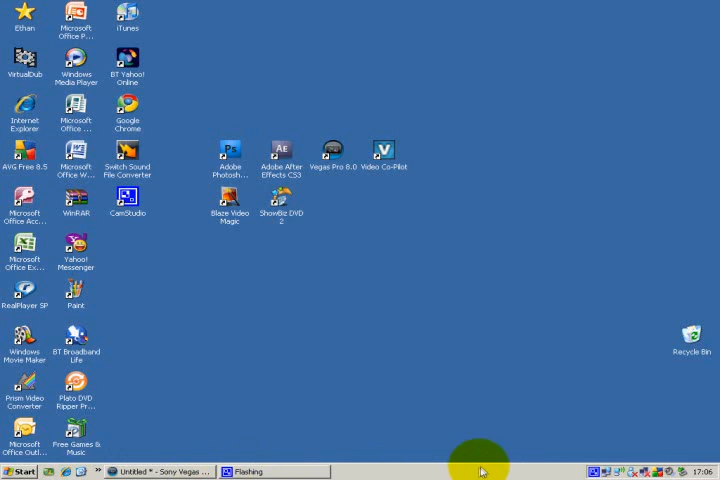 Ethan
Microsoft
Office P...
iTunes
VirtualDub
Windows
Media Player
BT Yahoo!
Online
Internet
Explorer
Microsoft
Office ...
Google
Chrome
AVG Free 8.5
Microsoft
Office W...
Switch Sound
File Converter
Ps
Adobe
Photosh...
AE
Adobe After
Effects CS3
Vegas Pro 8.0
V
Video Co-Pilot
Microsoft
Office Acc...
WinRAR
CamStudio
Blaze Video
Magic
ShowBiz DVD
2
Microsoft
Office Ex...
Yahoo!
Messenger
RealPlayer SP
Paint
Windows
Movie Maker
BT Broadband
Life
Recycle Bin
Prism Video
Converter
Plato DVD
Ripper Pr...
Microsoft
Office Outl...
Free Games &
Music
Start
»
Untitled * - Sony Vegas ...
Flashing
17:06